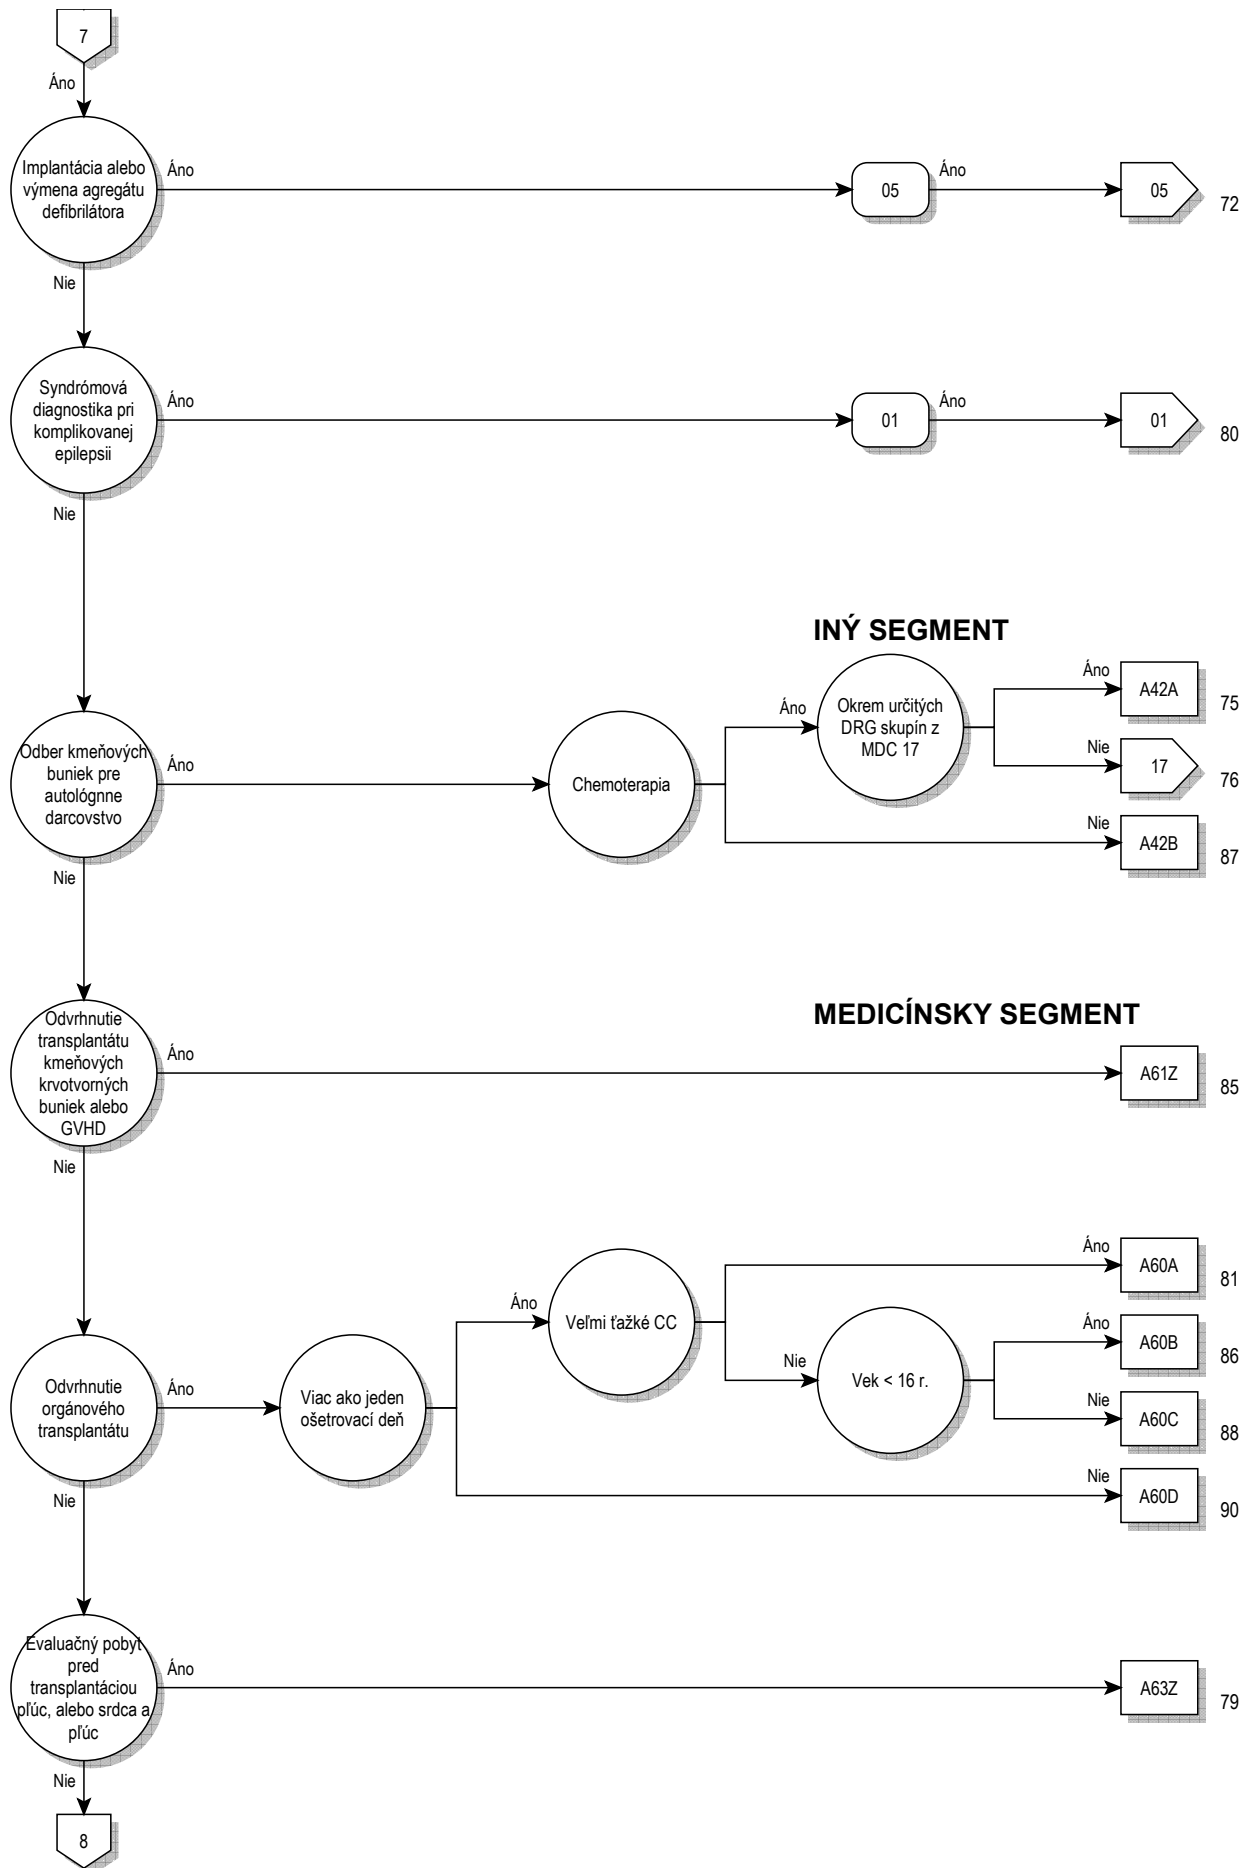 7
Áno
Implantácia alebo
výmena agregátu
defibrilátora
Áno
05
Áno
05
72
Nie
Syndrómová
diagnostika pri
komplikovanej
epilepsii
Áno
01
Áno
01
80
Nie
INÝ SEGMENT
Odber kmeňových
buniek pre
autológnne
darcovstvo
Áno
Chemoterapia
Áno
Okrem určitých
DRG skupín z
MDC 17
Áno
A42A
75
Nie
17
76
Nie
A42B
87
Nie
MEDICÍNSKY SEGMENT
Odvrhnutie
transplantátu
kmeňových
krvotvorných
buniek alebo
GVHD
Áno
A61Z
85
Nie
Odvrhnutie
orgánového
transplantátu
Áno
Viac ako jeden
ošetrovací deň
Áno
Veľmi ťažké CC
Áno
A60A
81
Nie
Vek < 16 r.
Áno
A60B
86
Nie
A60C
88
Nie
A60D
90
Nie
Evaluačný pobyt
pred
transplantáciou
pľúc, alebo srdca a
pľúc
Áno
A63Z
79
Nie
8